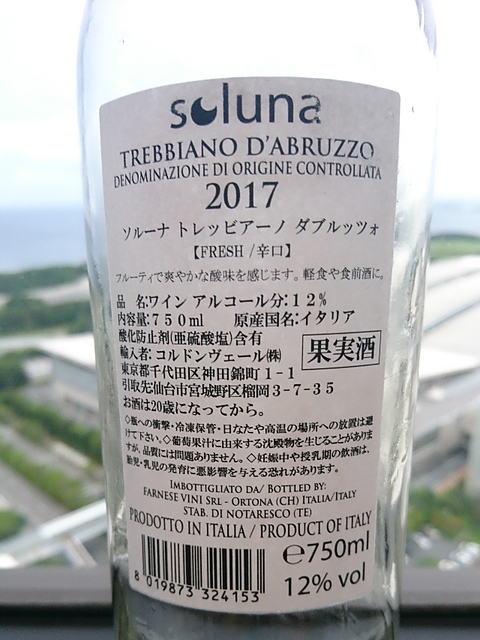 soluna
TREBBIANO D'ABRUZZO
DENOMINAZIONE DI ORIGINE CONTROLLATA
2017
ソルーナ トレッビアーノ ダブルッツォ
【FRESH /辛口】
フルーティで爽やかな酸味を感じます。軽食や食前酒に。
品 名:ワイン アルコール分:12%
内容量:750ml 原産国名:イタリア
酸化防止剤(亜硫酸塩)含有
輸入者:コルドンヴェール㈱
果実酒
東京都千代田区神田錦町1-1
引取先仙台市宮城野区榴岡3-7-35
お酒は20歳になってから。
◇瓶への衝撃・冷凍保管・日なたや高温の場所への放置は避
けて下さい。◇葡萄果汁に由来する沈殿物を生じることがありま
すが、品質には問題ありません。◇妊娠中や授乳期の飲酒は、
胎児・乳児の発育に悪影響を与える恐れがあります。
IMBOTTIGLIATO DA/ BOTTLED BY:
FARNESE VINI SRL - ORTONA (CH) ITALIA/ITALY
STAB. DI NOTARESCO (TE)
PRODOTTO IN ITALIA / PRODUCT OF ITALY
℮750ml
8 019873 324153
12% vol